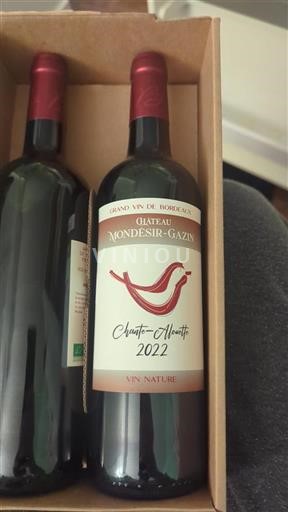 GRAND VIN DE BORDEAUX
CHATEAU
MONDÉSIR-GAZIN
VINIOU
Chante-Alouette
2022
VIN NATURE